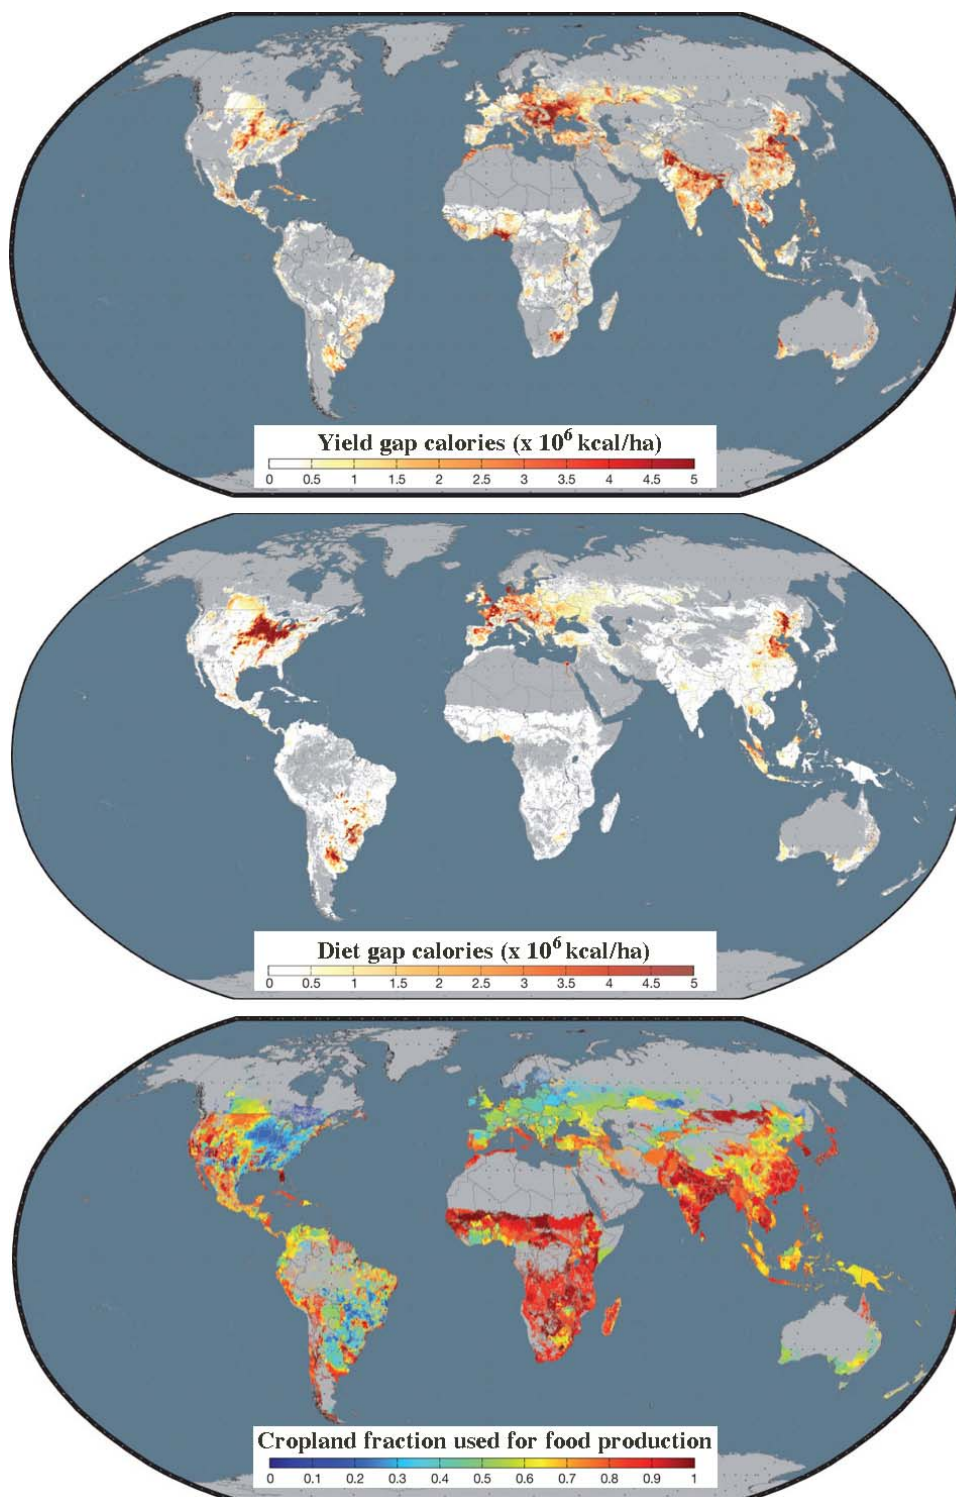 Yield gap calories (x 10⁶ kcal/ha)
0 0.5 1 1.5 2 2.5 3 3.5 4 4.5 5
Diet gap calories (x 10⁶ kcal/ha)
0 0.5 1 1.5 2 2.5 3 3.5 4 4.5 5
Cropland fraction used for food production
0 0.1 0.2 0.3 0.4 0.5 0.6 0.7 0.8 0.9 1